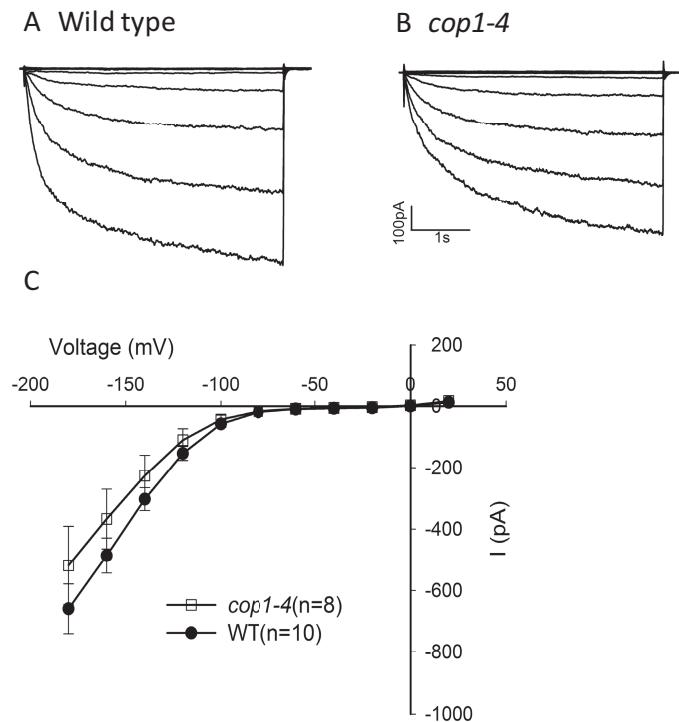 A Wild type
B cop1-4
100pA
1s
C
Voltage (mV)
200
-200 -150 -100 -50 0 50
0
-200
-400
-600
-800
-1000
I (pA)
cop1-4(n=8)
WT(n=10)